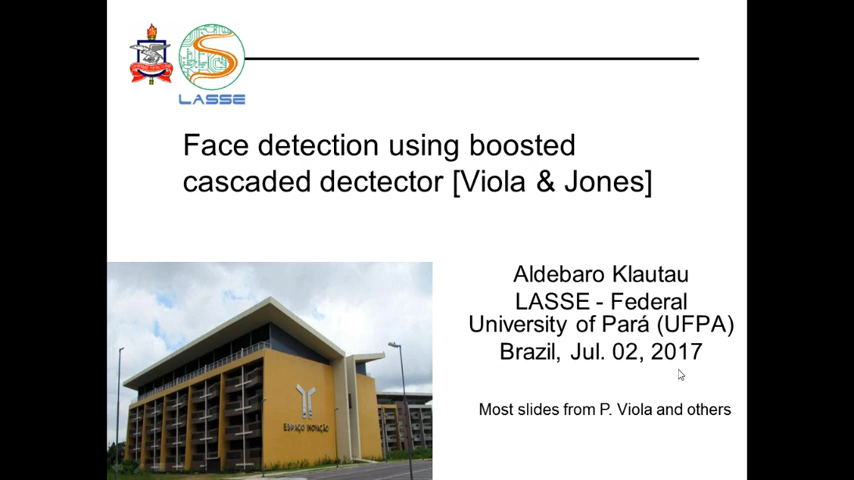 LASSE
Face detection using boosted
cascaded dectector [Viola & Jones]
Aldebaro Klautau
LASSE - Federal
University of Pará (UFPA)
Brazil, Jul. 02, 2017
Most slides from P. Viola and others
ESPAÇO INOVAÇÃO